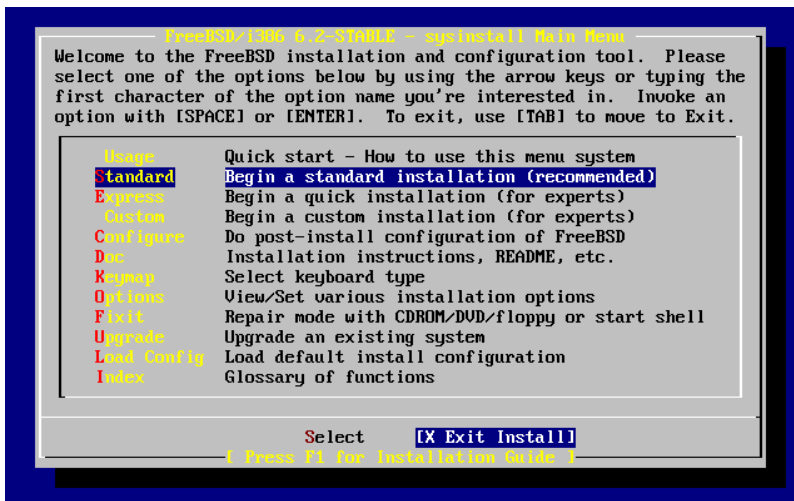 FreeBSD/i386 6.2-STABLE - sysinstall Main Menu
Welcome to the FreeBSD installation and configuration tool.  Please
select one of the options below by using the arrow keys or typing the
first character of the option name you're interested in.  Invoke an
option with [SPACE] or [ENTER].  To exit, use [TAB] to move to Exit.
Usage Quick start - How to use this menu system
Standard Begin a standard installation (recommended)
Express Begin a quick installation (for experts)
Custom Begin a custom installation (for experts)
Configure Do post-install configuration of FreeBSD
Doc Installation instructions, README, etc.
Keymap Select keyboard type
Options View/Set various installation options
Fixit Repair mode with CDROM/DVD/floppy or start shell
Upgrade Upgrade an existing system
Load Config Load default install configuration
Index Glossary of functions
Select [X Exit Install]
[ Press F1 for Installation Guide ]